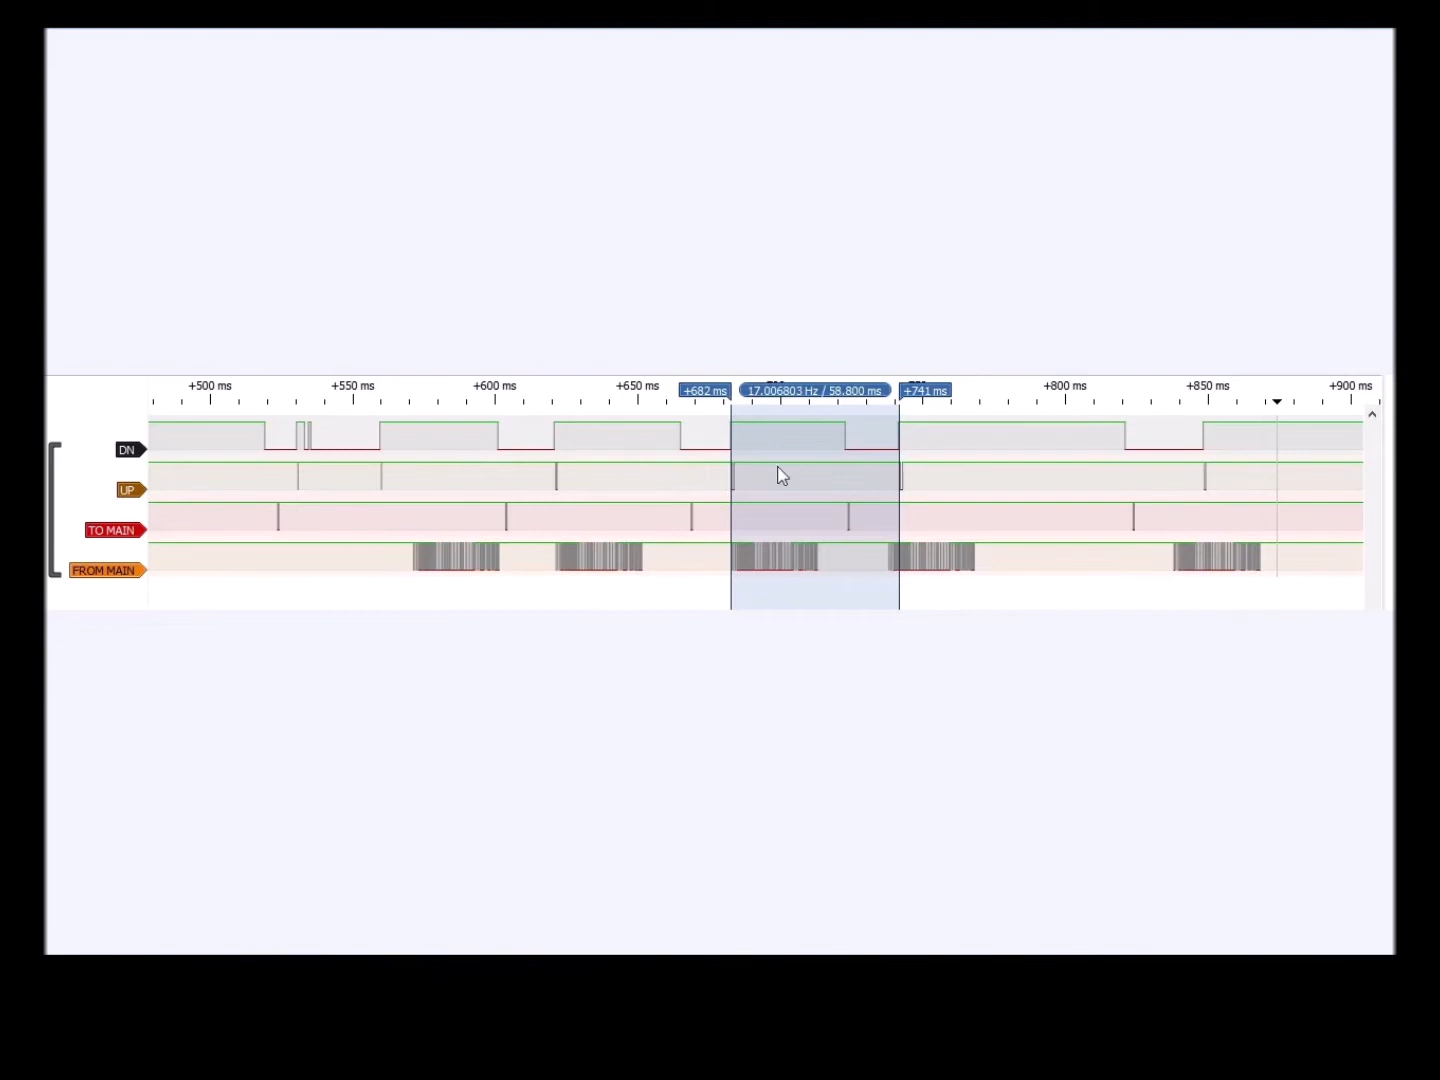 +500 ms +550 ms +600 ms +650 ms +800 ms +850 ms +900 ms
+682 ms 17.006803 Hz / 58.800 ms +741 ms
DN
UP
TO MAIN
FROM MAIN